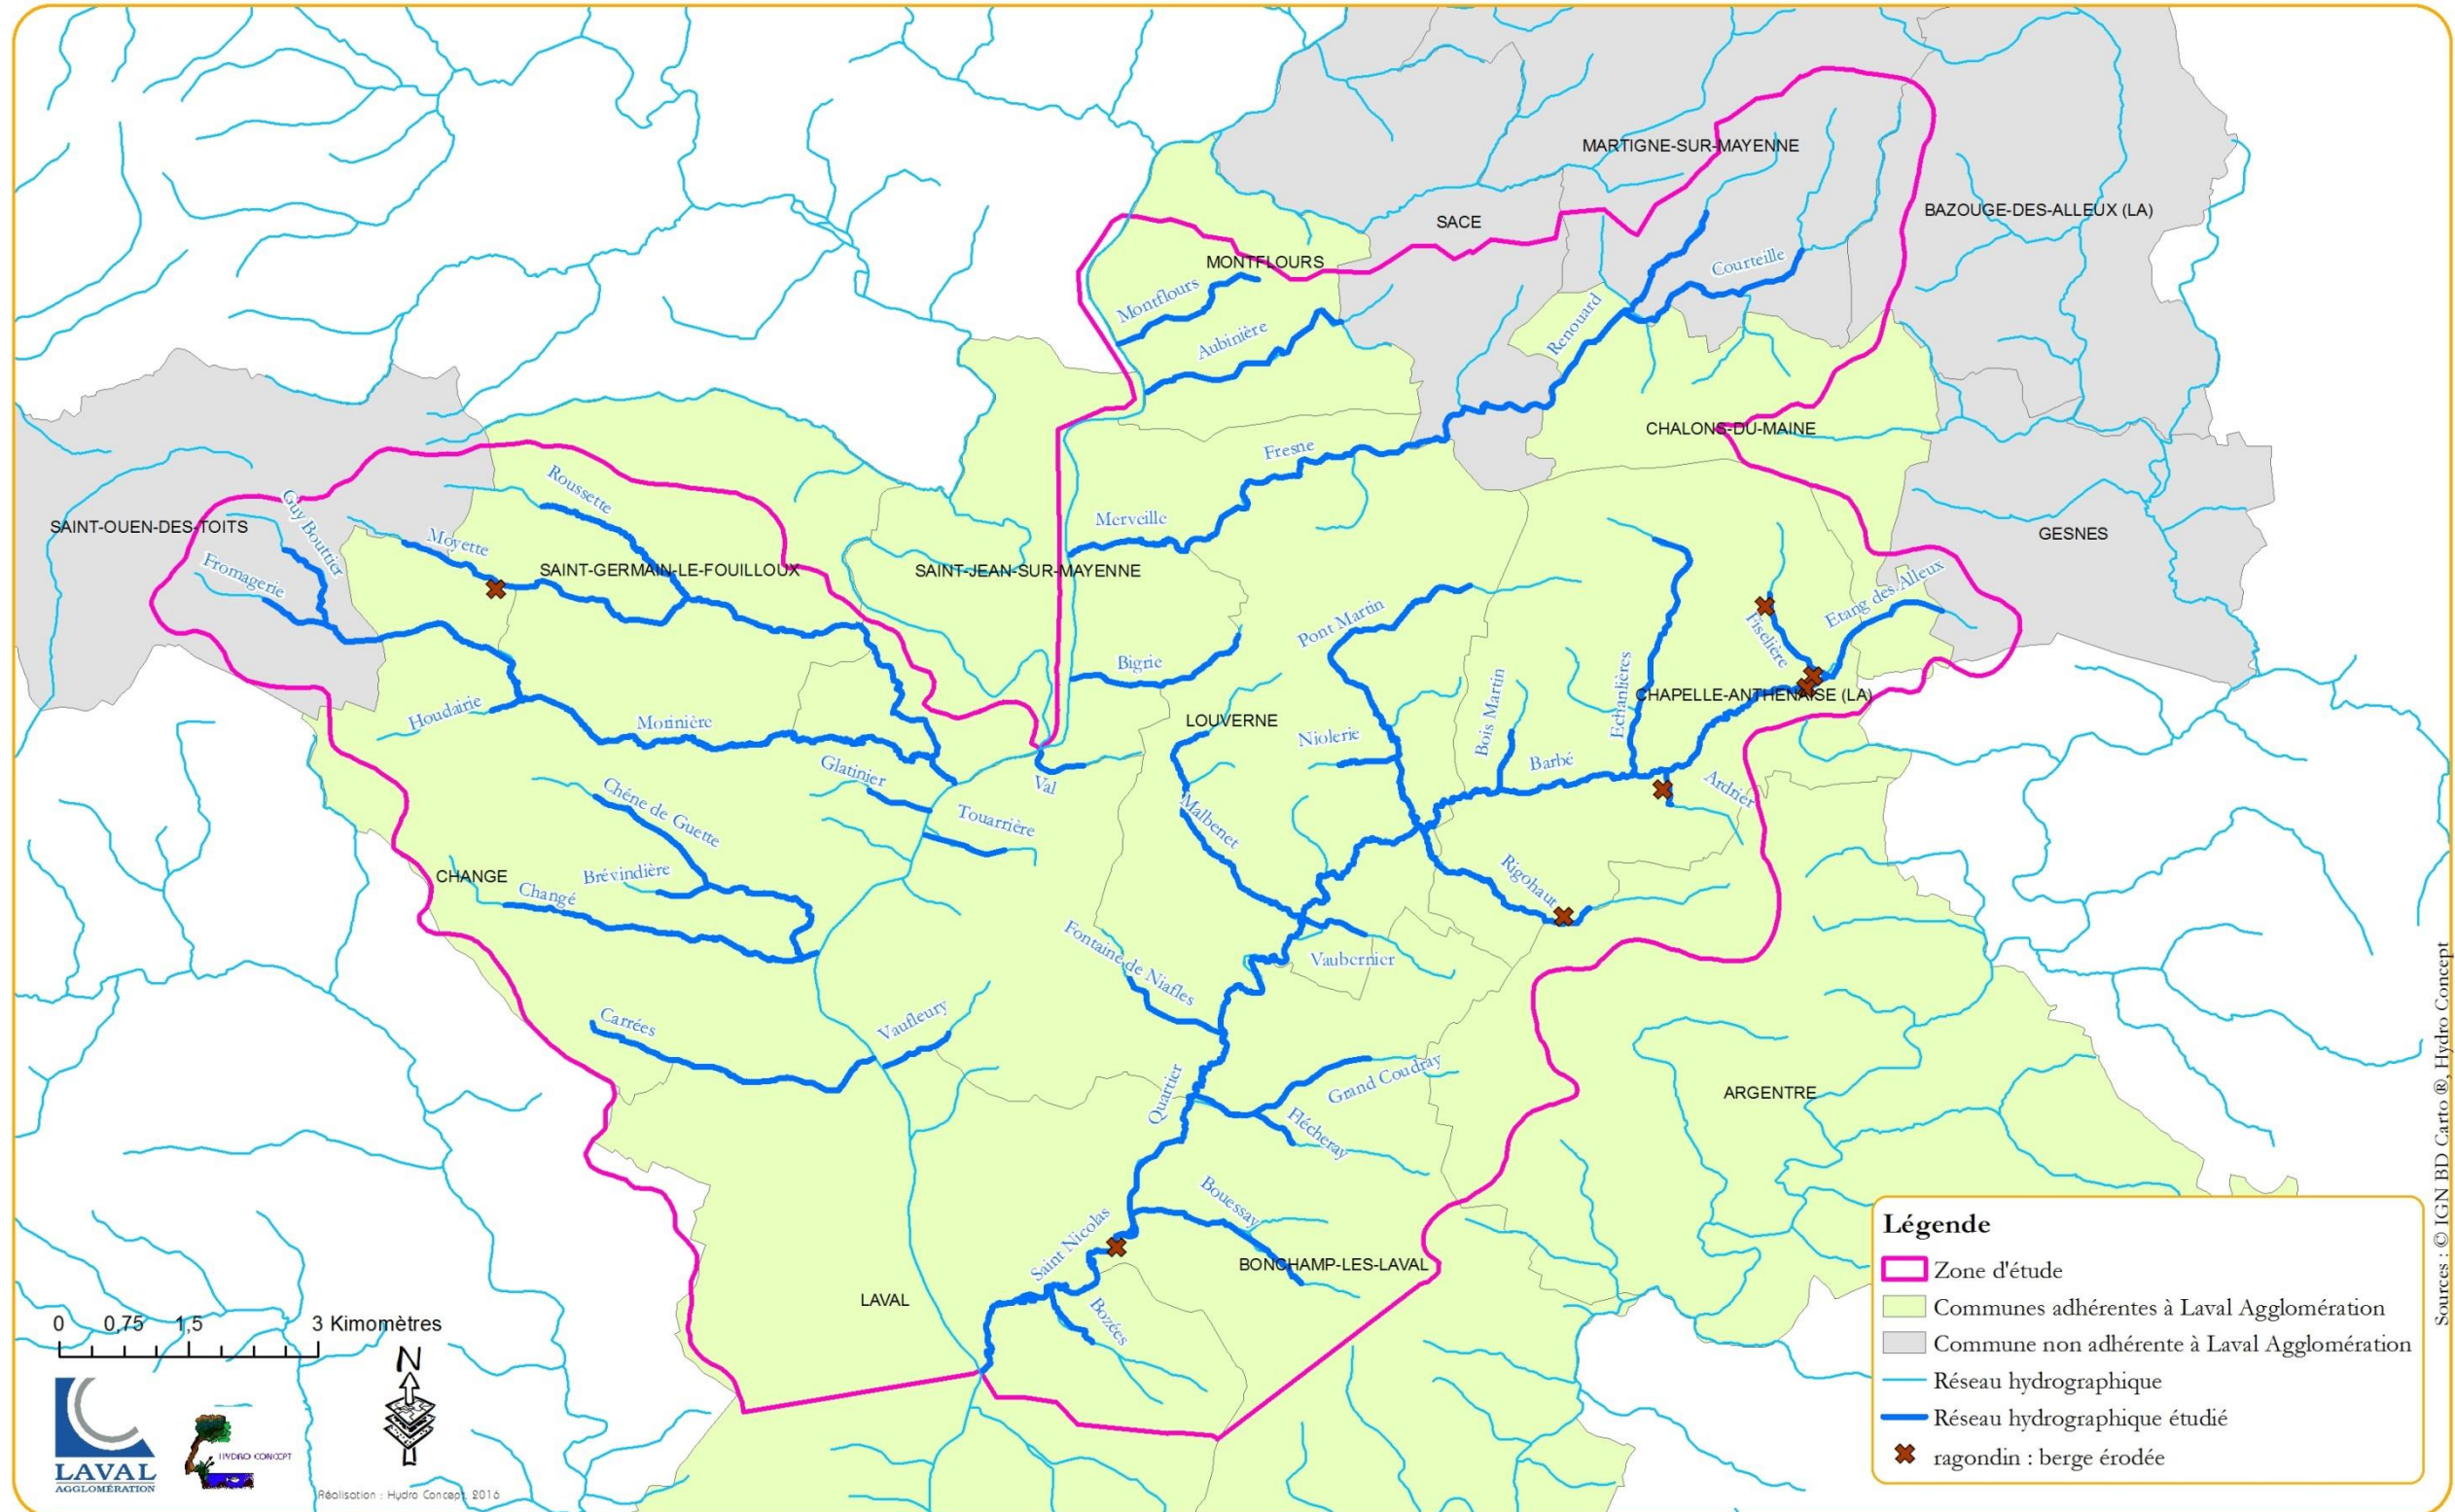 MARTIGNE-SUR-MAYENNE
BAZOUGE-DES-ALLEUX (LA)
SACE
MONTFLOURS
Courteille
Montflours
Renouard
Aubinière
CHALONS-DU-MAINE
Fresne
Roussette
Guy Bouttier
SAINT-OUEN-DES-TOITS
Merveille
GESNES
Moyette
SAINT-GERMAIN-LE-FOUILLOUX
SAINT-JEAN-SUR-MAYENNE
Fromagerie
Etang des Alleux
Pont Martin
Fiselière
Bigrie
Echanlières
CHAPELLE-ANTHENAISE (LA)
Bois Martin
Houdairie
Morinière
LOUVERNE
Niolerie
Barbé
Glatinier
Val
Ardrier
Chêne de Guette
Touarrière
Malbenet
CHANGE
Brévindière
Changé
Rigohaut
Fontaine de Niafles
Vaubernier
Carrées
Vaufleury
Quartier
Grand Coudray
ARGENTRE
Flécheray
Bouessay
Saint Nicolas
BONCHAMP-LES-LAVAL
LAVAL
Bozées
0 0,75 1,5 3 Kimomètres
N
LAVAL
AGGLOMÉRATION
HYDRO CONCEPT
Réalisation : Hydro Concept 2016
Légende
Zone d'étude
Communes adhérentes à Laval Agglomération
Commune non adhérente à Laval Agglomération
Réseau hydrographique
Réseau hydrographique étudié
ragondin : berge érodée
Sources : © IGN BD Carto ®, Hydro Concept